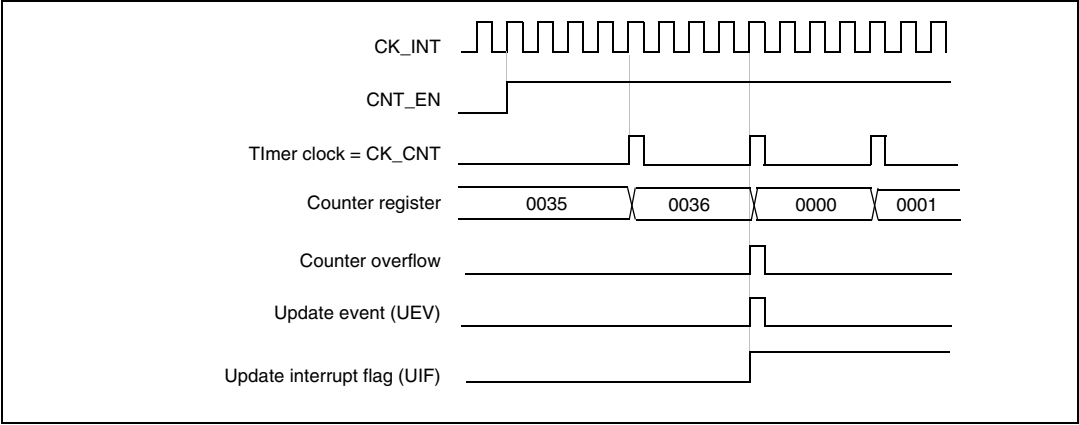 CK_INT
CNT_EN
TImer clock = CK_CNT
Counter register 0035 0036 0000 0001
Counter overflow
Update event (UEV)
Update interrupt flag (UIF)